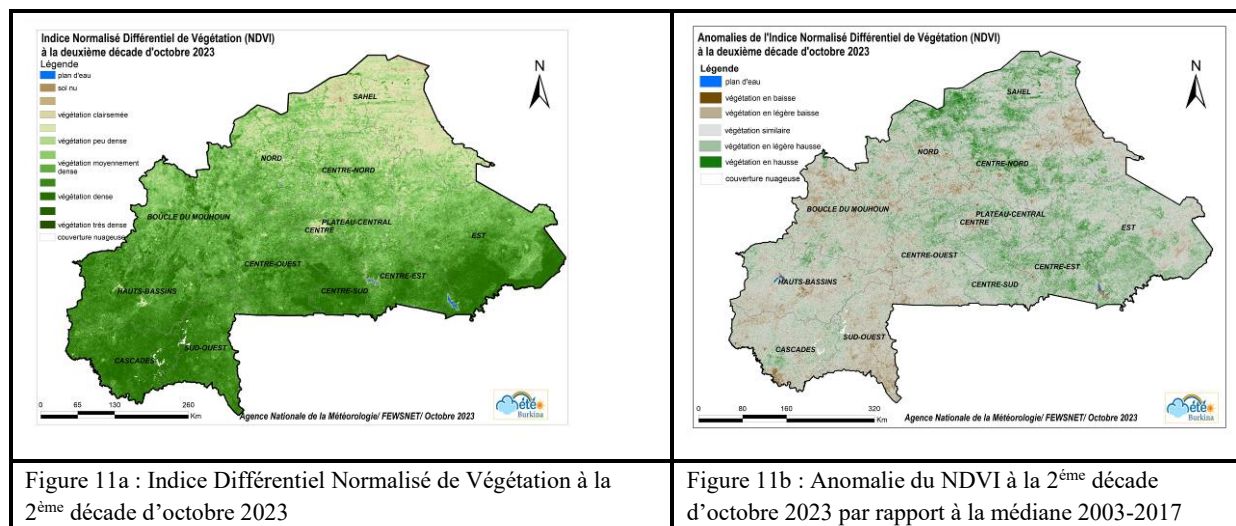 Indice Normalisé Différentiel de Végétation (NDVI)
à la deuxième décade d'octobre 2023
Légende
plan d'eau
sol nu
végétation clairsemée
végétation peu dense
végétation moyennement
dense
végétation dense
végétation très dense
couverture nuageuse
N
SAHEL
NORD
CENTRE-NORD
BOUCLE DU MOUHOUN
PLATEAU-CENTRAL
CENTRE
EST
CENTRE-OUEST
CENTRE-EST
HAUTS-BASSINS
CENTRE-SUD
SUD-OUEST
CASCADES
0 65 130 260
Km
Agence Nationale de la Météorologie/ FEWSNET/ Octobre 2023
été
Burkina
Anomalies de l'Indice Normalisé Différentiel de Végétation (NDVI)
à la deuxième décade d'octobre 2023
Légende
plan d'eau
végétation en baisse
végétation en légère baisse
végétation similaire
végétation en légère hausse
végétation en hausse
couverture nuageuse
N
SAHEL
NORD
CENTRE-NORD
BOUCLE DU MOUHOUN
PLATEAU-CENTRAL
CENTRE
EST
CENTRE-OUEST
CENTRE-EST
HAUTS-BASSINS
CENTRE-SUD
SUD-OUEST
CASCADES
0 80 160 320
Km
Agence Nationale de la Météorologie/ FEWSNET/ Octobre 2023
été
Burkina
Figure 11a : Indice Différentiel Normalisé de Végétation à la
2ème décade d'octobre 2023
Figure 11b : Anomalie du NDVI à la 2éme décade
d'octobre 2023 par rapport à la médiane 2003-2017